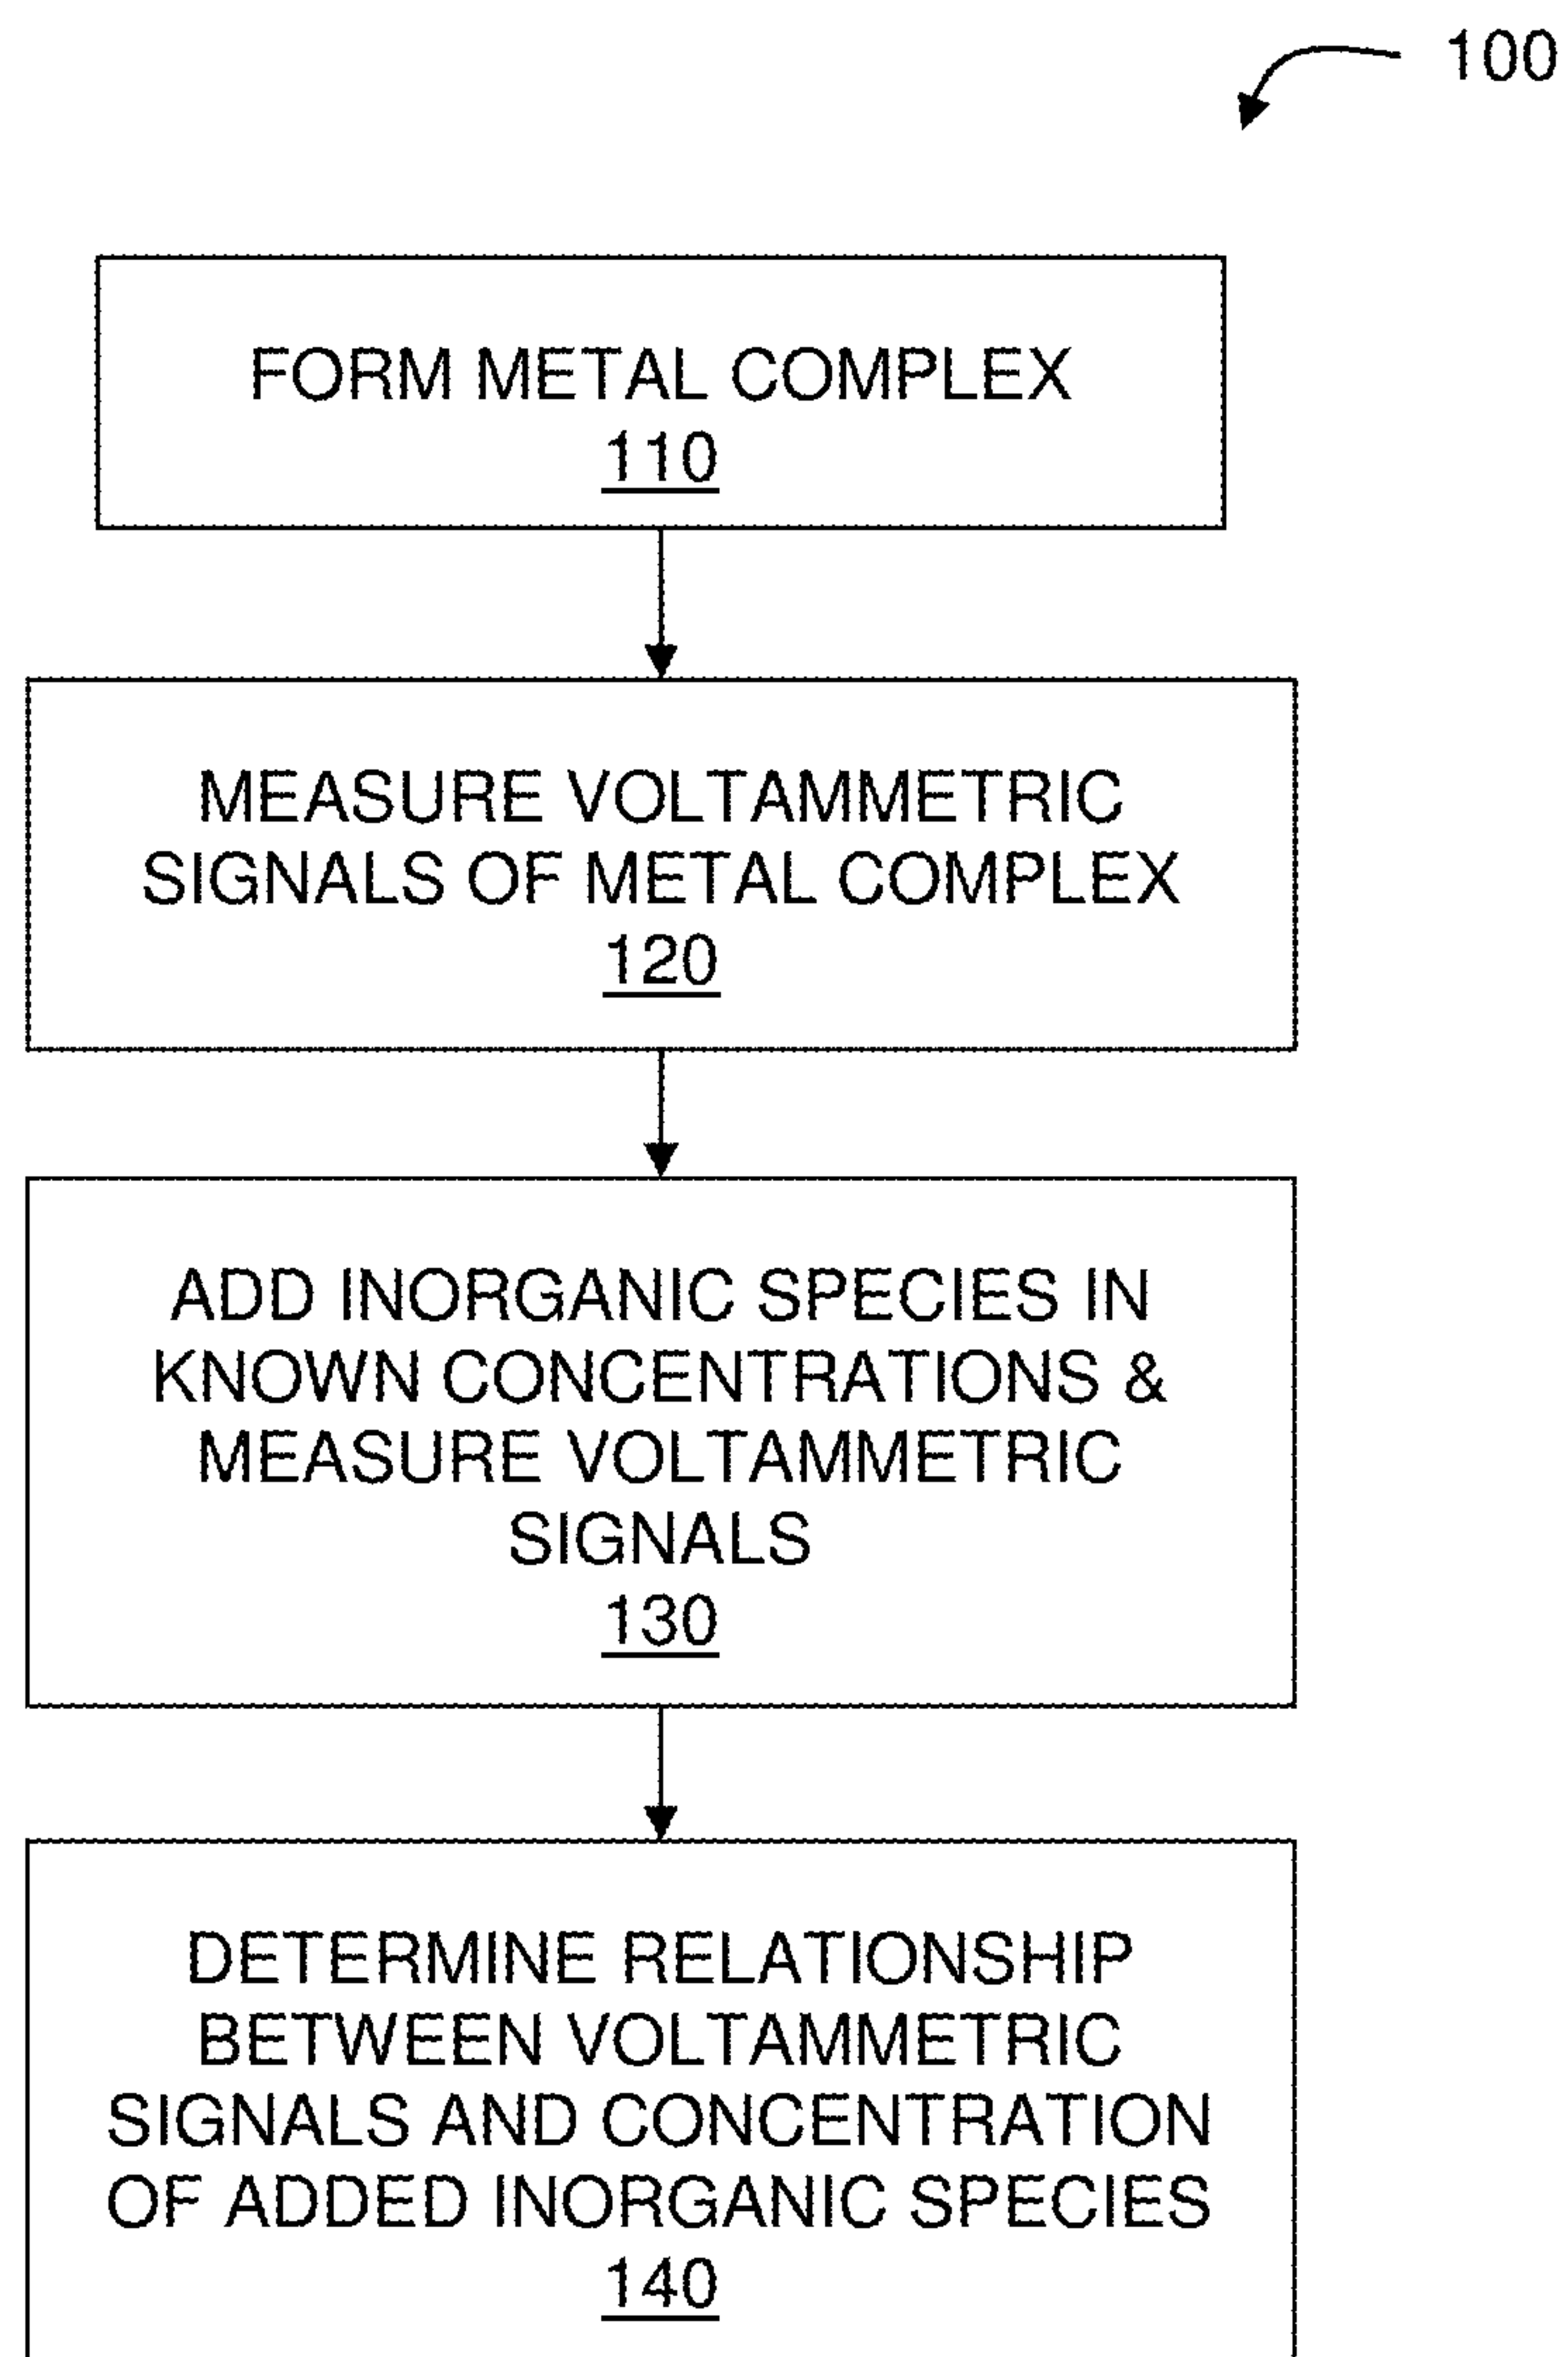 100
FORM METAL COMPLEX
110
MEASURE VOLTAMMETRIC
SIGNALS OF METAL COMPLEX
120
ADD INORGANIC SPECIES IN
KNOWN CONCENTRATIONS &
MEASURE VOLTAMMETRIC
SIGNALS
130
DETERMINE RELATIONSHIP
BETWEEN VOLTAMMETRIC
SIGNALS AND CONCENTRATION
OF ADDED INORGANIC SPECIES
140